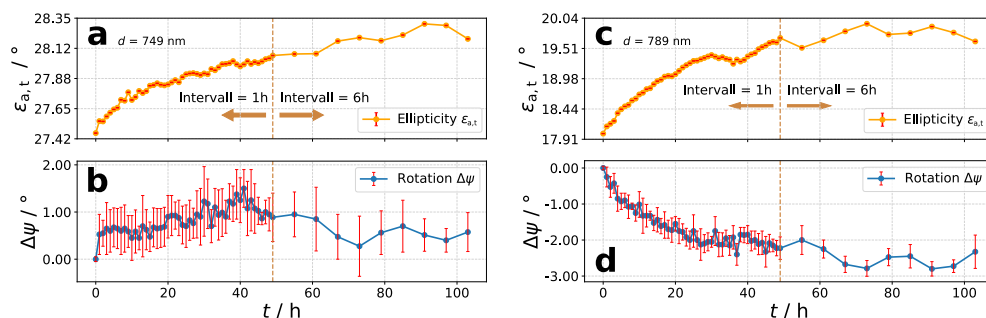 a
d = 749 nm
28.35
28.12
27.88
27.65
27.42
εa,t / °
Intervall = 1h
Intervall = 6h
Ellipticity εa,t
b
2.00
1.00
0.00
Δψ / °
Rotation Δψ
0
20
40
60
80
100
t / h
c
d = 789 nm
20.04
19.51
18.98
18.44
17.91
εa,t / °
Intervall = 1h
Intervall = 6h
Ellipticity εa,t
d
0.00
-1.00
-2.00
-3.00
Δψ / °
Rotation Δψ
0
20
40
60
80
100
t / h